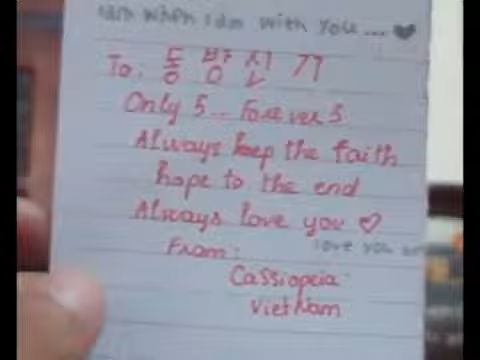 when I am with you... ♥
To: 동방신기
Only 5... Forever 5
Always keep the faith
hope to the end
Always love you ♡
love you
From:
Cassiopeia
VietNam